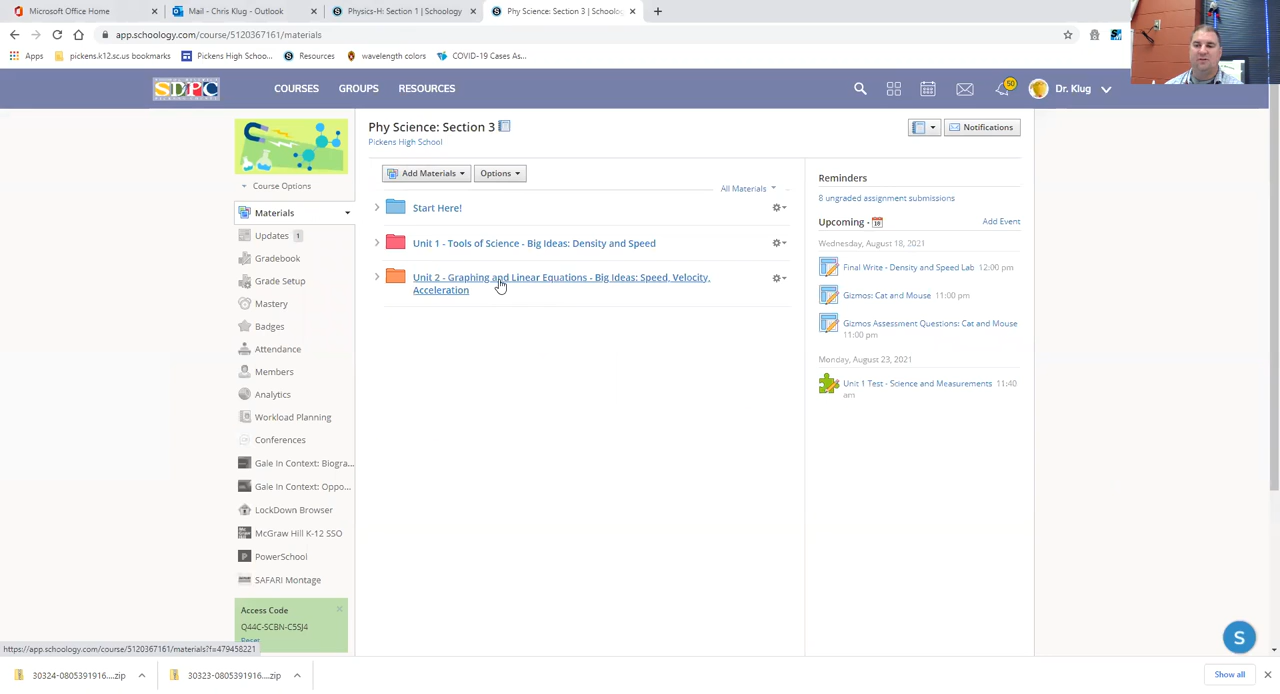 Microsoft Office Home
Mail - Chris Klug - Outlook
Physics-H: Section 1 | Schoology
Phy Science: Section 3 | Schoolog
app.schoology.com/course/5120367161/materials
Apps
pickens.k12.sc.us bookmarks
Pickens High Schoo...
Resources
wavelength colors
COVID-19 Cases As...
SDPC
COURSES
GROUPS
RESOURCES
50
Dr. Klug
Phy Science: Section 3
Pickens High School
Notifications
Course Options
Add Materials
Options
All Materials
Materials
Updates 1
Gradebook
Grade Setup
Mastery
Badges
Attendance
Members
Analytics
Workload Planning
Conferences
Gale In Context: Biogra...
Gale In Context: Oppo...
LockDown Browser
McGraw Hill K-12 SSO
PowerSchool
SAFARI Montage
Access Code
Q44C-SCBN-C5SJ4
Reset
Start Here!
Unit 1 - Tools of Science - Big Ideas: Density and Speed
Unit 2 - Graphing and Linear Equations - Big Ideas: Speed, Velocity,
Acceleration
Reminders
8 ungraded assignment submissions
Upcoming · 18
Add Event
Wednesday, August 18, 2021
Final Write - Density and Speed Lab 12:00 pm
Gizmos: Cat and Mouse 11:00 pm
Gizmos Assessment Questions: Cat and Mouse
11:00 pm
Monday, August 23, 2021
Unit 1 Test - Science and Measurements 11:40
am
S
https://app.schoology.com/course/5120367161/materials?f=479458221
30324-0805391916....zip
30323-0805391916....zip
Show all